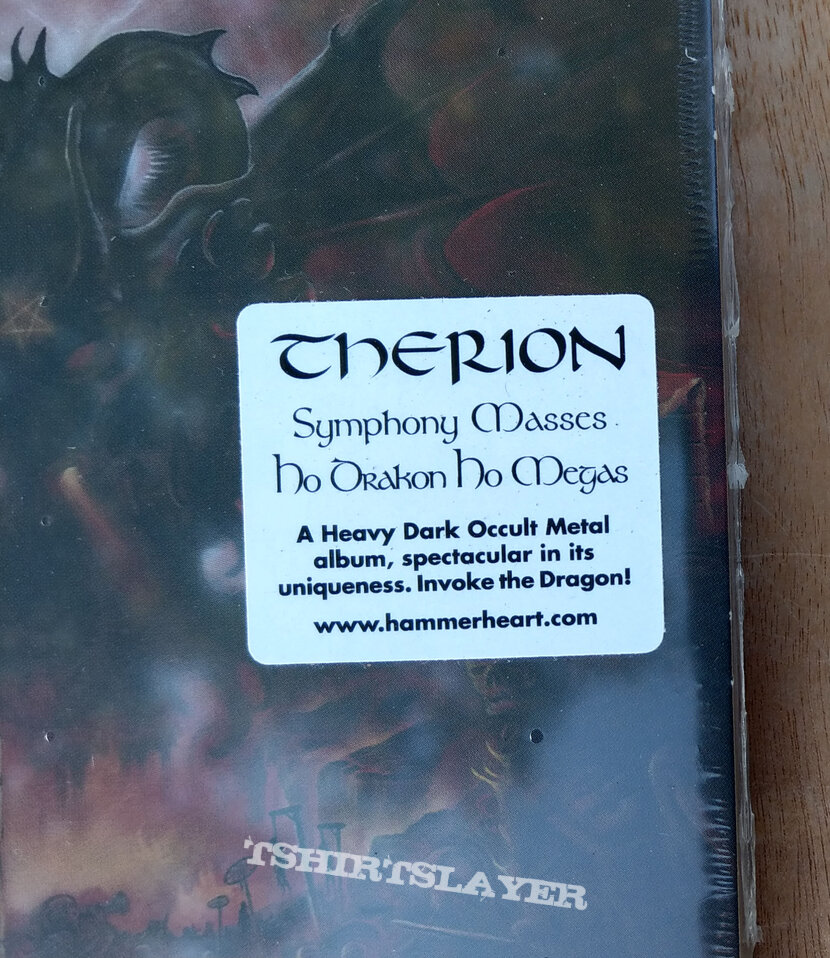 THERION
Symphony Masses
Ho Drakon Ho Megas
A Heavy Dark Occult Metal
album, spectacular in its
uniqueness. Invoke the Dragon!
www.hammerheart.com
TSHIRTSLAYER